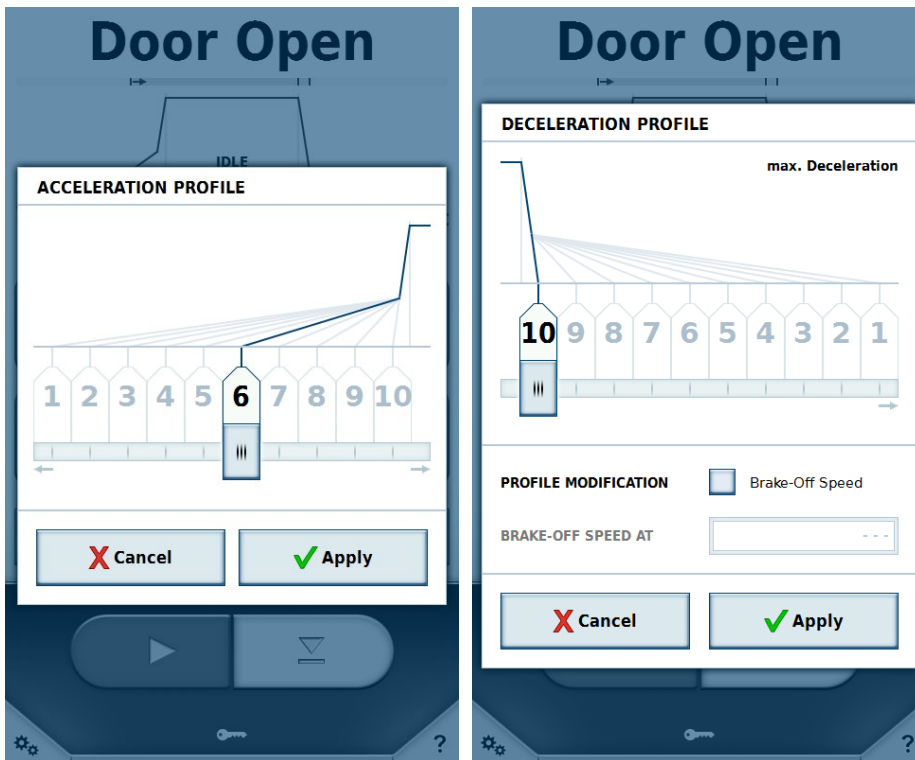 Door Open
IDLE
ACCELERATION PROFILE
1 2 3 4 5 6 7 8 9 10
Cancel
Apply
?
Door Open
DECELERATION PROFILE
max. Deceleration
10 9 8 7 6 5 4 3 2 1
PROFILE MODIFICATION
Brake-Off Speed
BRAKE-OFF SPEED AT
- - -
Cancel
Apply
?